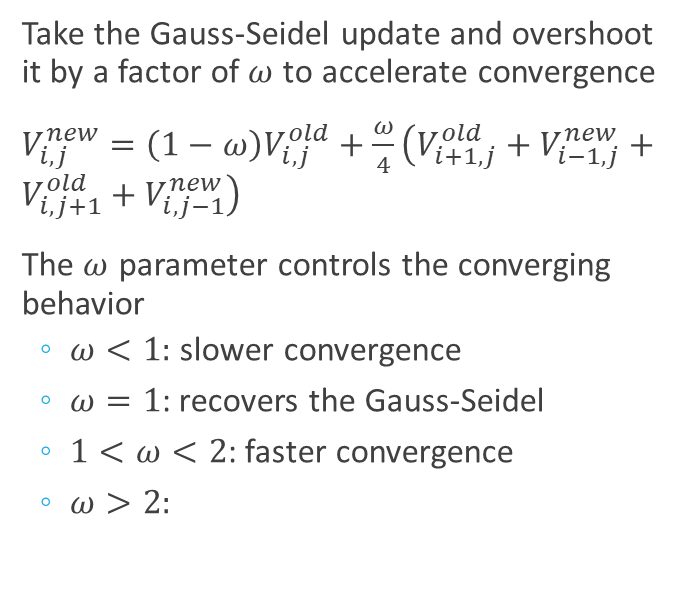 Take the Gauss-Seidel update and overshoot
it by a factor of ω to accelerate convergence
V_{i,j}^{new} = (1 − ω)V_{i,j}^{old} + \frac{ω}{4}(V_{i+1,j}^{old} + V_{i−1,j}^{new} +
V_{i,j+1}^{old} + V_{i,j−1}^{new})
The ω parameter controls the converging
behavior
◦ ω < 1: slower convergence
◦ ω = 1: recovers the Gauss-Seidel
◦ 1 < ω < 2: faster convergence
◦ ω > 2: